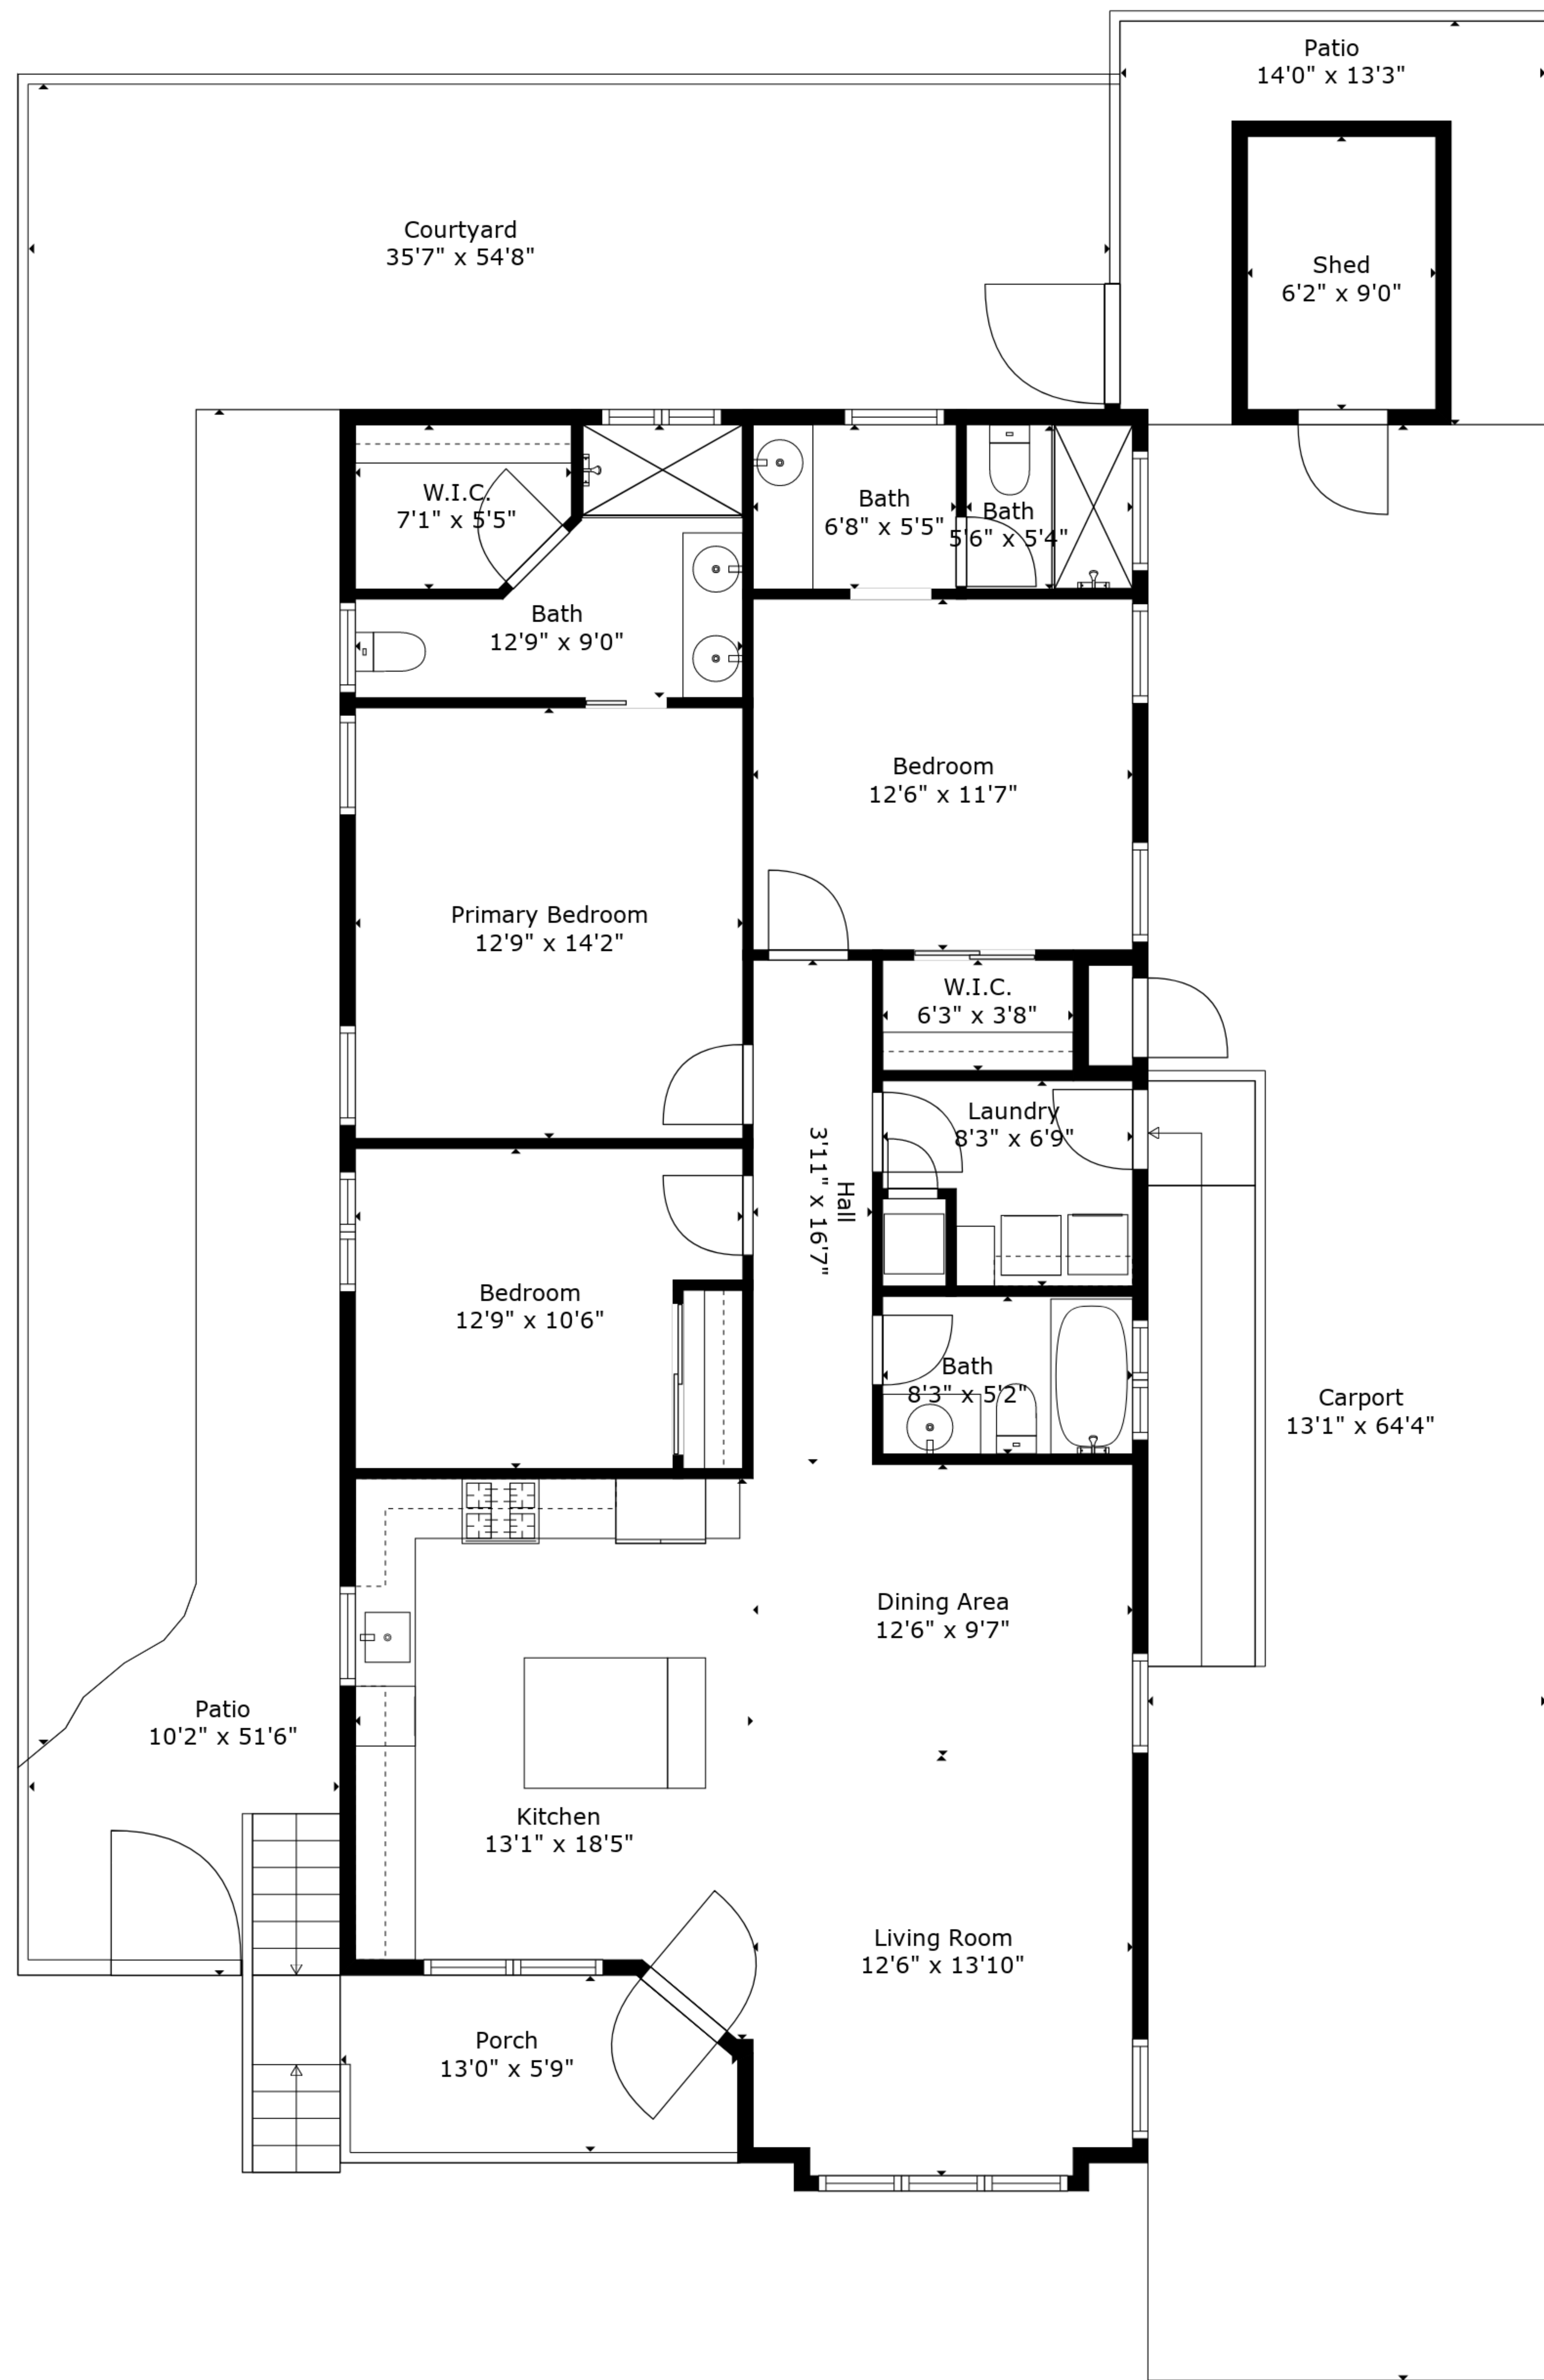 Patio
14'0" x 13'3"
Courtyard
35'7" x 54'8"
Shed
6'2" x 9'0"
W.I.C.
7'1" x 5'5"
Bath
6'8" x 5'5"
Bath
5'6" x 5'4"
Bath
12'9" x 9'0"
Bedroom
12'6" x 11'7"
Primary Bedroom
12'9" x 14'2"
W.I.C.
6'3" x 3'8"
Laundry
8'3" x 6'9"
Hall
3'11" x 16'7"
Bedroom
12'9" x 10'6"
Bath
8'3" x 5'2"
Carport
13'1" x 64'4"
Dining Area
12'6" x 9'7"
Patio
10'2" x 51'6"
Kitchen
13'1" x 18'5"
Living Room
12'6" x 13'10"
Porch
13'0" x 5'9"